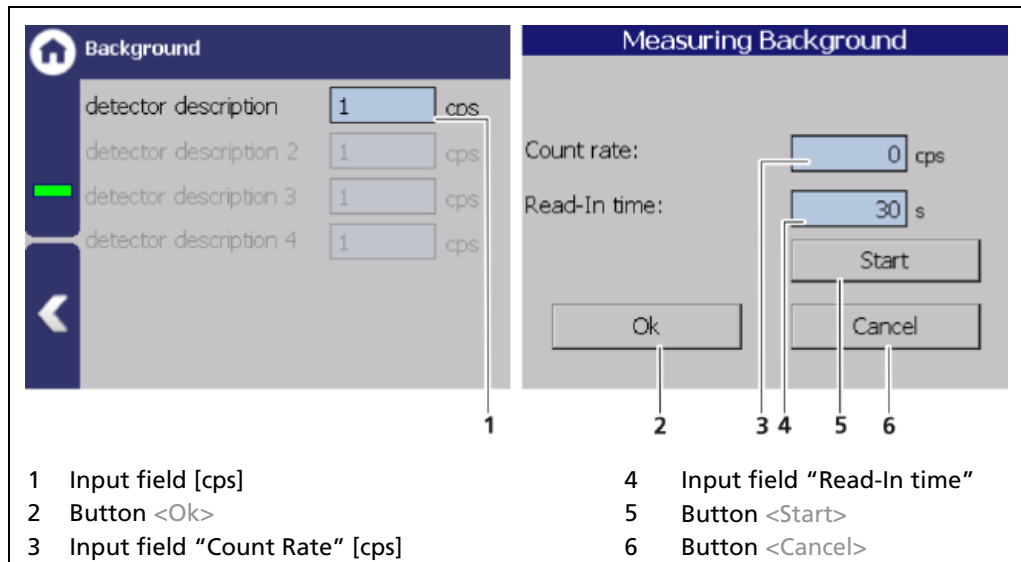 Background
detector description 1 cps
detector description 2 1 cps
detector description 3 1 cps
detector description 4 1 cps
Measuring Background
Count rate: 0 cps
Read-In time: 30 s
Start
Ok Cancel
1 2 3 4 5 6
1 Input field [cps]
2 Button <Ok>
3 Input field “Count Rate” [cps]
4 Input field “Read-In time”
5 Button <Start>
6 Button <Cancel>